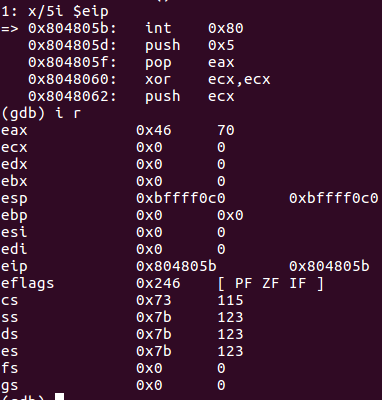 1: x/5i $eip
=> 0x804805b: int 0x80
0x804805d: push 0x5
0x804805f: pop eax
0x8048060: xor ecx,ecx
0x8048062: push ecx
(gdb) i r
eax 0x46 70
ecx 0x0 0
edx 0x0 0
ebx 0x0 0
esp 0xbffff0c0 0xbffff0c0
ebp 0x0 0x0
esi 0x0 0
edi 0x0 0
eip 0x804805b 0x804805b
eflags 0x246 [ PF ZF IF ]
cs 0x73 115
ss 0x7b 123
ds 0x7b 123
es 0x7b 123
fs 0x0 0
gs 0x0 0
(gdb)